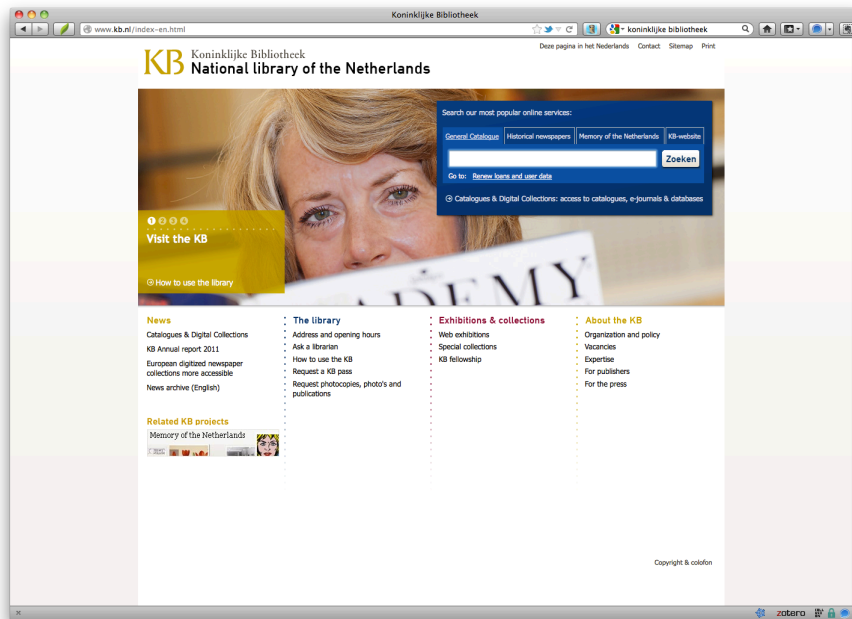 Koninklijke Bibliotheek
www.kb.nl/index-en.html
koninklijke bibliotheek
Deze pagina in het Nederlands Contact Sitemap Print
KB Koninklijke Bibliotheek
National library of the Netherlands
Search our most popular online services:
General Catalogue Historical newspapers Memory of the Netherlands KB-website
Zoeken
Go to: Renew loans and user data
Catalogues & Digital Collections: access to catalogues, e-journals & databases
1 2 3 4
Visit the KB
How to use the library
ACADEMY
News
Catalogues & Digital Collections
KB Annual report 2011
European digitized newspaper
collections more accessible
News archive (English)
Related KB projects
Memory of the Netherlands
The library
Address and opening hours
Ask a librarian
How to use the KB
Request a KB pass
Request photocopies, photo's and
publications
Exhibitions & collections
Web exhibitions
Special collections
KB fellowship
About the KB
Organization and policy
Vacancies
Expertise
For publishers
For the press
Copyright & colofon
zotero